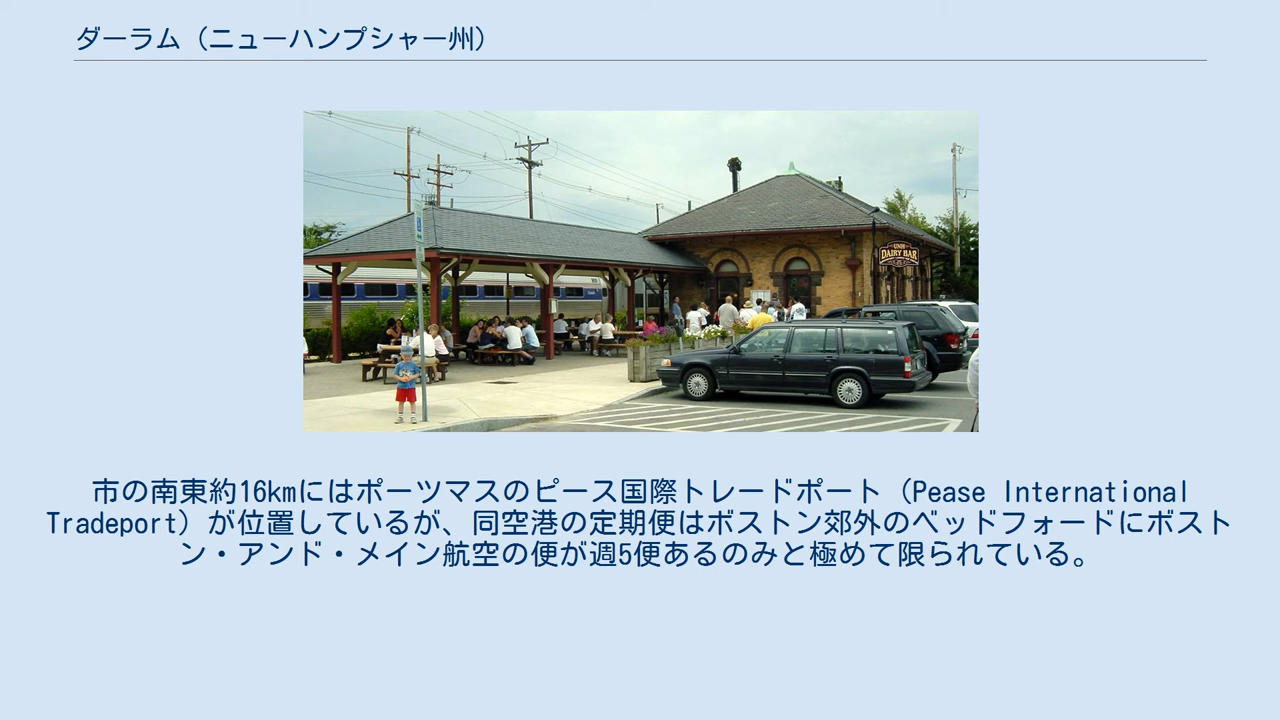 ダーラム（ニューハンプシャー州）
UNH
DAIRY BAR
市の南東約16kmにはポーツマスのピース国際トレードポート（Pease International
Tradeport）が位置しているが、同空港の定期便はボストン郊外のベッドフォードにボスト
ン・アンド・メイン航空の便が週5便あるのみと極めて限られている。